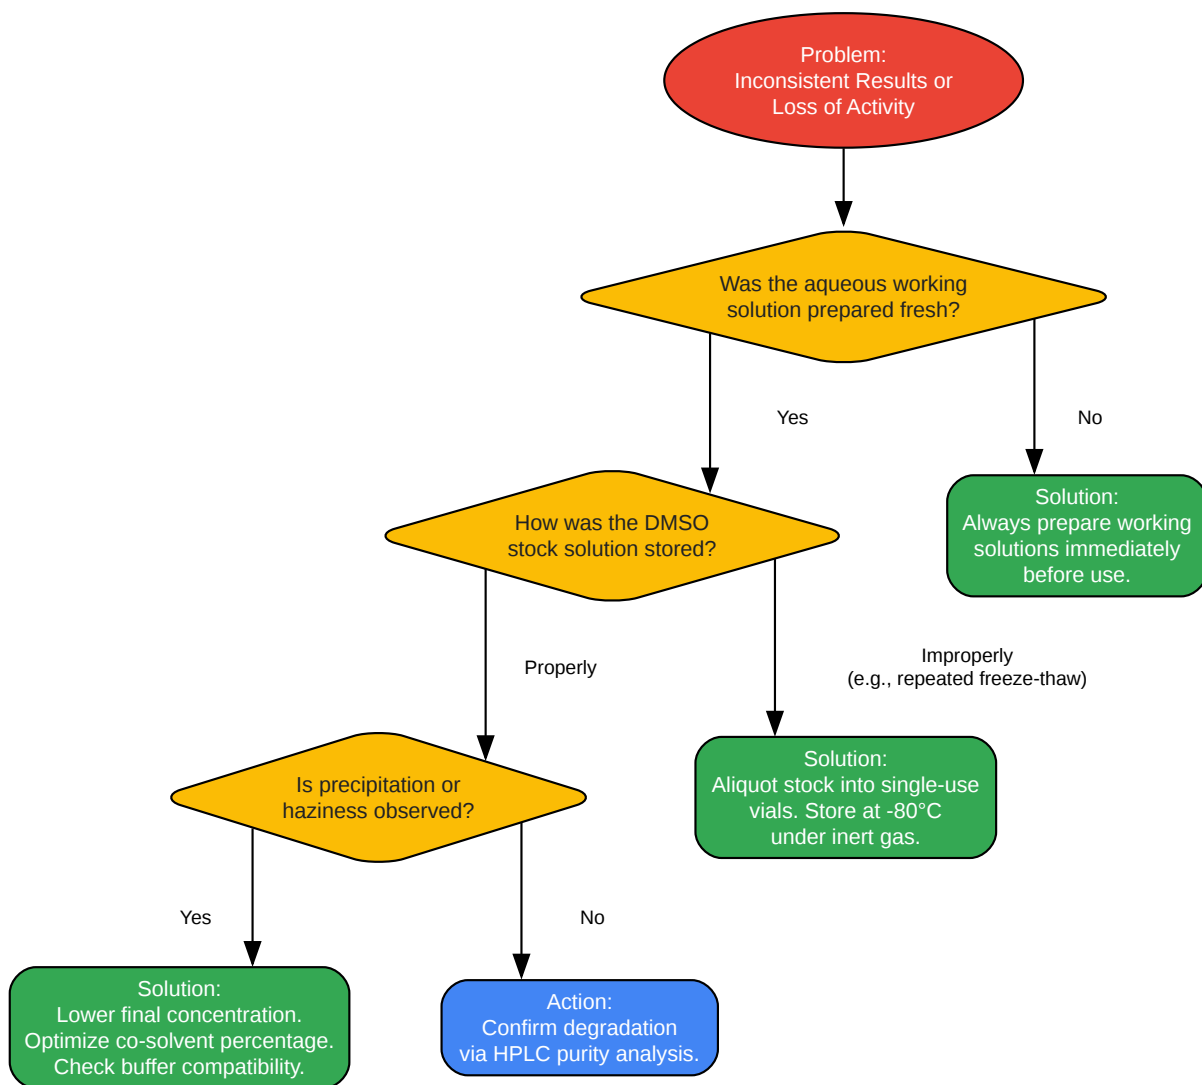 Problem:
Inconsistent Results or
Loss of Activity
Was the aqueous working
solution prepared fresh?
Yes
No
How was the DMSO
stock solution stored?
Solution:
Always prepare working
solutions immediately
before use.
Properly
Improperly
(e.g., repeated freeze-thaw)
Is precipitation or
haziness observed?
Solution:
Aliquot stock into single-use
vials. Store at -80°C
under inert gas.
Yes
No
Solution:
Lower final concentration.
Optimize co-solvent percentage.
Check buffer compatibility.
Action:
Confirm degradation
via HPLC purity analysis.